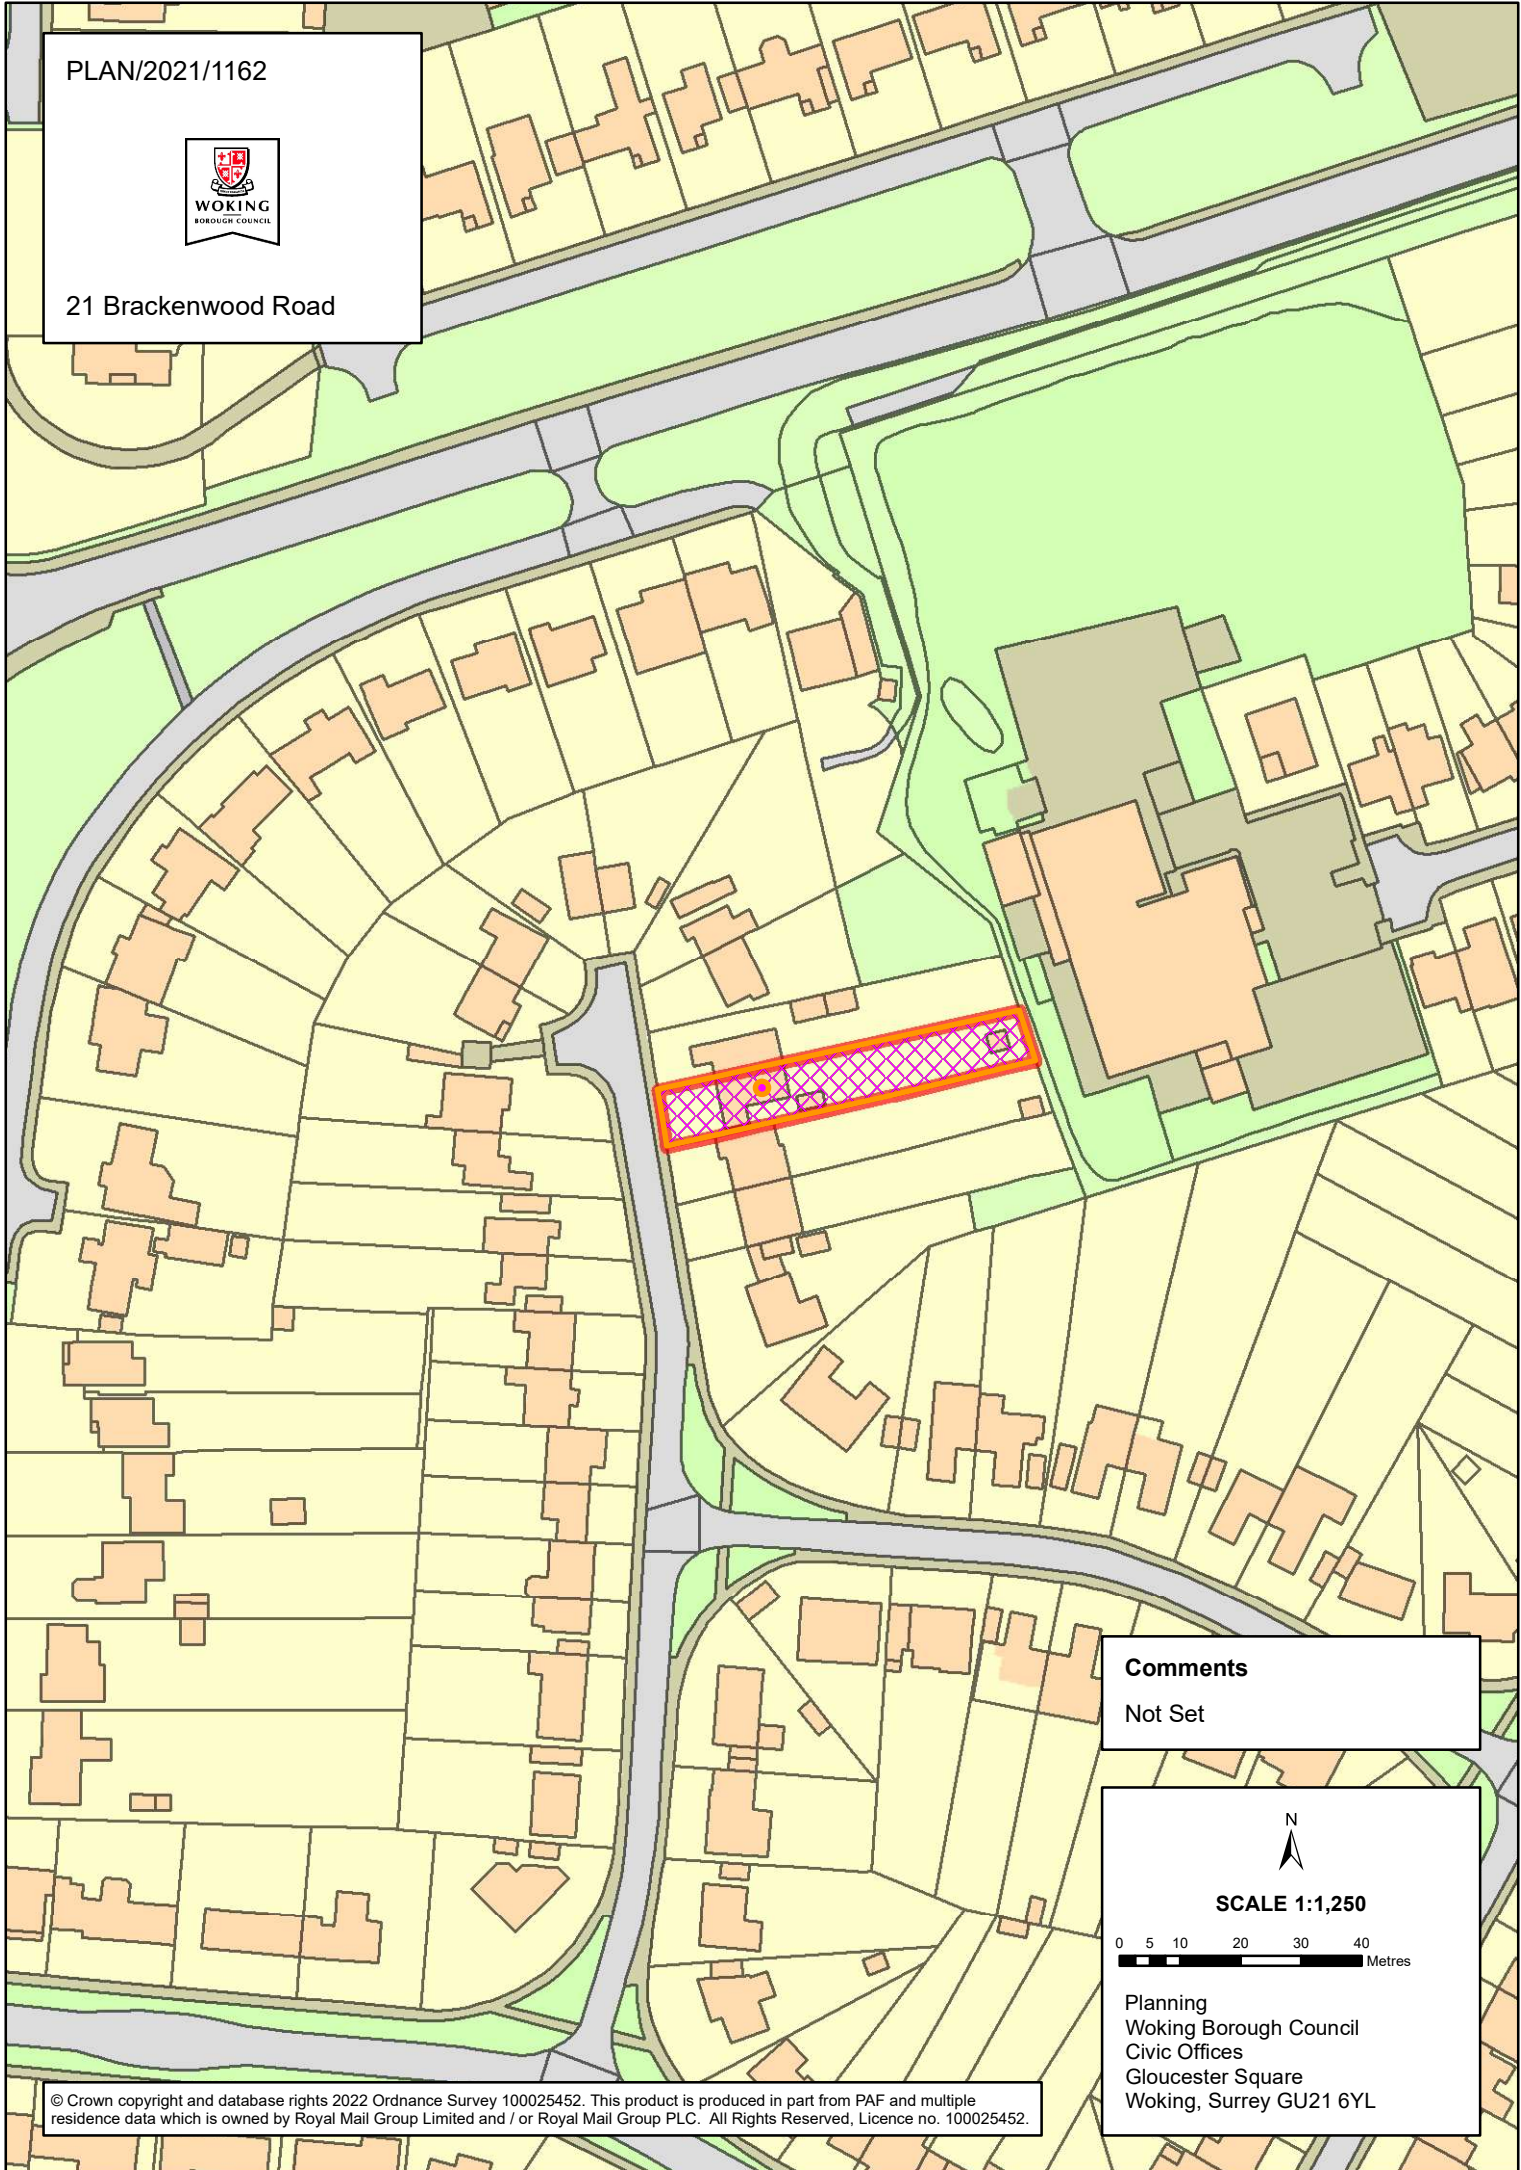 PLAN/2021/1162
WOKING
BOROUGH COUNCIL
21 Brackenwood Road
Comments
Not Set
N
SCALE 1:1,250
0 5 10 20 30 40
Metres
Planning
Woking Borough Council
Civic Offices
Gloucester Square
Woking, Surrey GU21 6YL
© Crown copyright and database rights 2022 Ordnance Survey 100025452. This product is produced in part from PAF and multiple
residence data which is owned by Royal Mail Group Limited and / or Royal Mail Group PLC. All Rights Reserved, Licence no. 100025452.